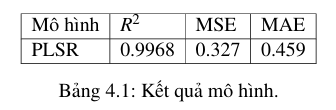 Mô hình R² MSE MAE
PLSR 0.9968 0.327 0.459
Bảng 4.1: Kết quả mô hình.